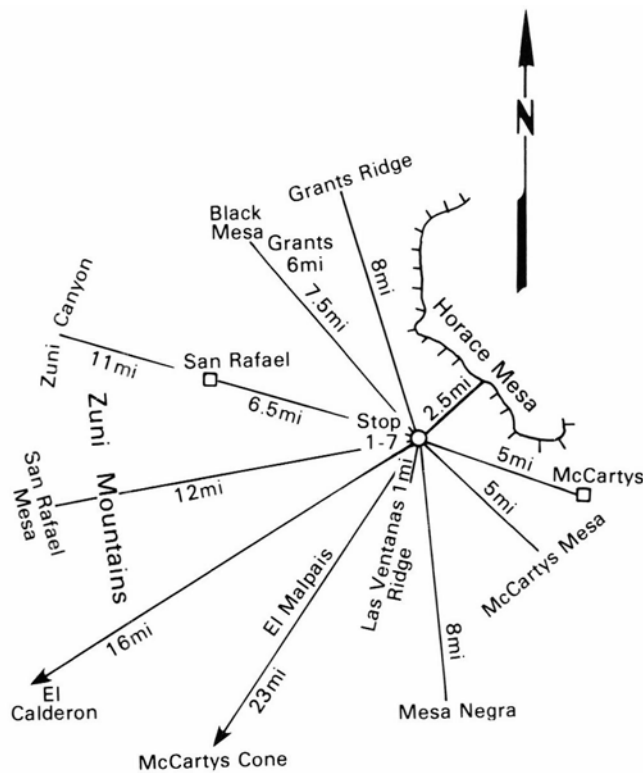 N
Grants Ridge
8mi
Black
Mesa
Grants
6mi
7.5mi
Horace Mesa
2.5mi
Zuni Canyon
11mi
San Rafael
6.5mi
Stop
1-7
Zuni
Mountains
San Rafael
Mesa
12mi
5mi
McCartys
5mi
McCartys Mesa
Las Ventanas 1mi
Ridge
El Malpais
23mi
16mi
8mi
El
Calderon
Mesa Negra
McCartys Cone